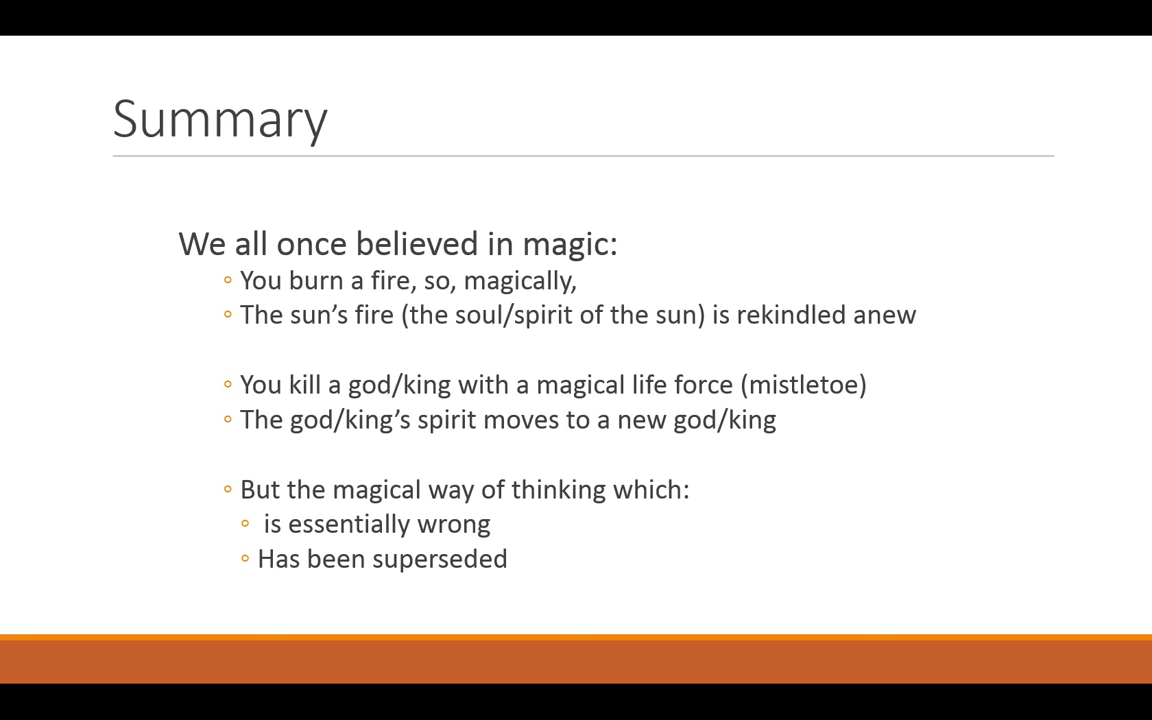 Summary
We all once believed in magic:
◦ You burn a fire, so, magically,
◦ The sun’s fire (the soul/spirit of the sun) is rekindled anew
◦ You kill a god/king with a magical life force (mistletoe)
◦ The god/king’s spirit moves to a new god/king
◦ But the magical way of thinking which:
◦ is essentially wrong
◦ Has been superseded